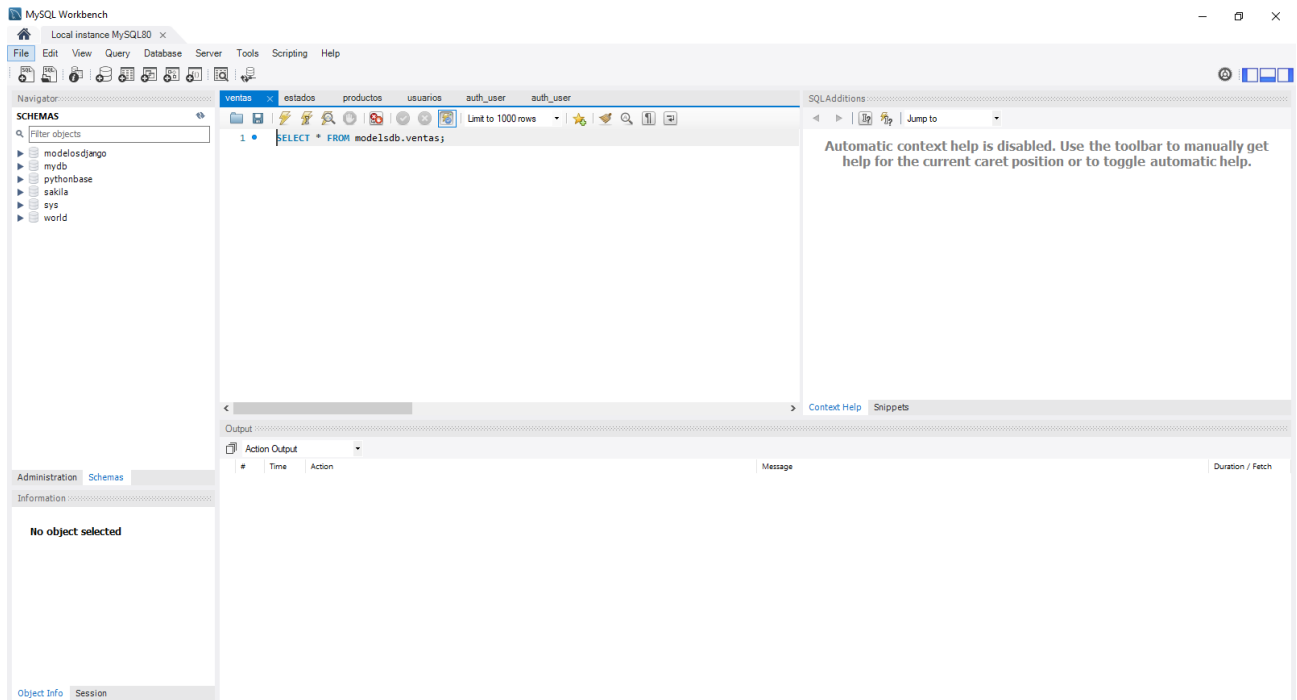 MySQL Workbench
Local instance MySQL80
File Edit View Query Database Server Tools Scripting Help
Navigator
SCHEMAS
Filter objects
modelosdjango
mydb
pythonbase
sakila
sys
world
Administration Schemas
Information
No object selected
Object Info Session
ventas estados productos usuarios auth_user auth_user
Limit to 1000 rows
1 SELECT * FROM modelsdb.ventas;
SQLAdditions
Jump to
Automatic context help is disabled. Use the toolbar to manually get
help for the current caret position or to toggle automatic help.
Context Help Snippets
Output
Action Output
# Time Action Message Duration / Fetch